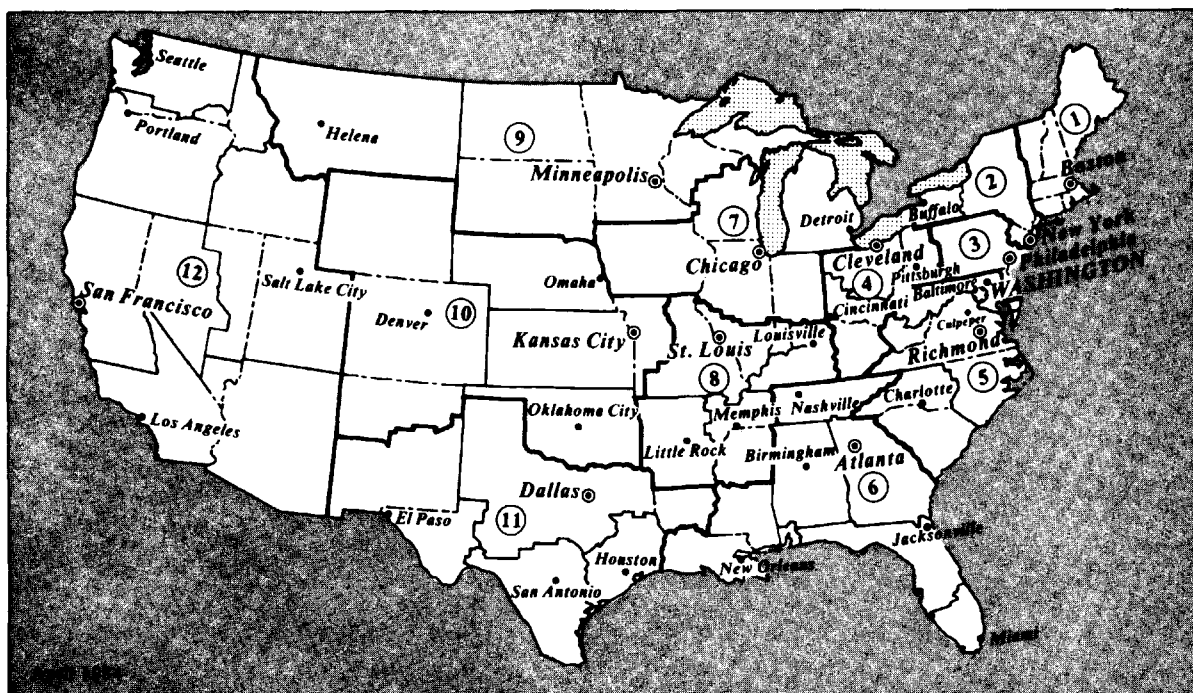 Seattle
Portland
Helena
9
Minneapolis
1
Boston
2
Buffalo
New York
Detroit
7
3
Philadelphia
Cleveland
Chicago
4
Pittsburgh
WASHINGTON
Baltimore
Cincinnati
12
Salt Lake City
San Francisco
Omaha
Denver
10
Kansas City
St. Louis
Louisville
Culpeper
Richmond
8
5
Charlotte
Los Angeles
Oklahoma City
Memphis
Nashville
Little Rock
Birmingham
Atlanta
6
Dallas
11
El Paso
Jacksonville
Houston
New Orleans
San Antonio
Miami